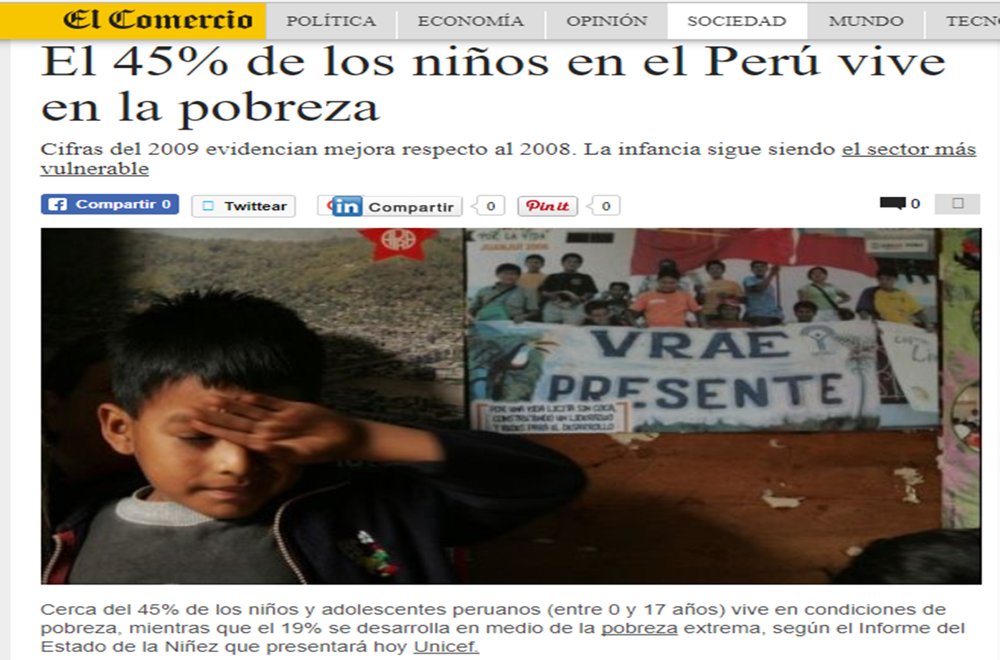 El Comercio POLÍTICA ECONOMÍA OPINIÓN SOCIEDAD MUNDO TECN
El 45% de los niños en el Perú vive
en la pobreza
Cifras del 2009 evidencian mejora respecto al 2008. La infancia sigue siendo el sector más
vulnerable
Compartir 0 Twittear in Compartir 0 Pin it 0 0
POR LA VIDA
JUANJUI 2008
VRAE
PRESENTE
POR UNA VIDA LICITA SIN COCA,
CONSTRUYENDO UN LIDERAZGO
Y REDES PARA EL DESARROLLO
Cerca del 45% de los niños y adolescentes peruanos (entre 0 y 17 años) vive en condiciones de
pobreza, mientras que el 19% se desarrolla en medio de la pobreza extrema, según el Informe del
Estado de la Niñez que presentará hoy Unicef.